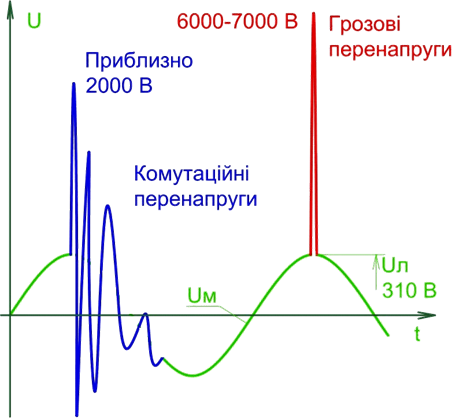 U
6000-7000 В
Грозові
перенапруги
Приблизно
2000 В
Комутаційні
перенапруги
Uм
Uл
310 В
t